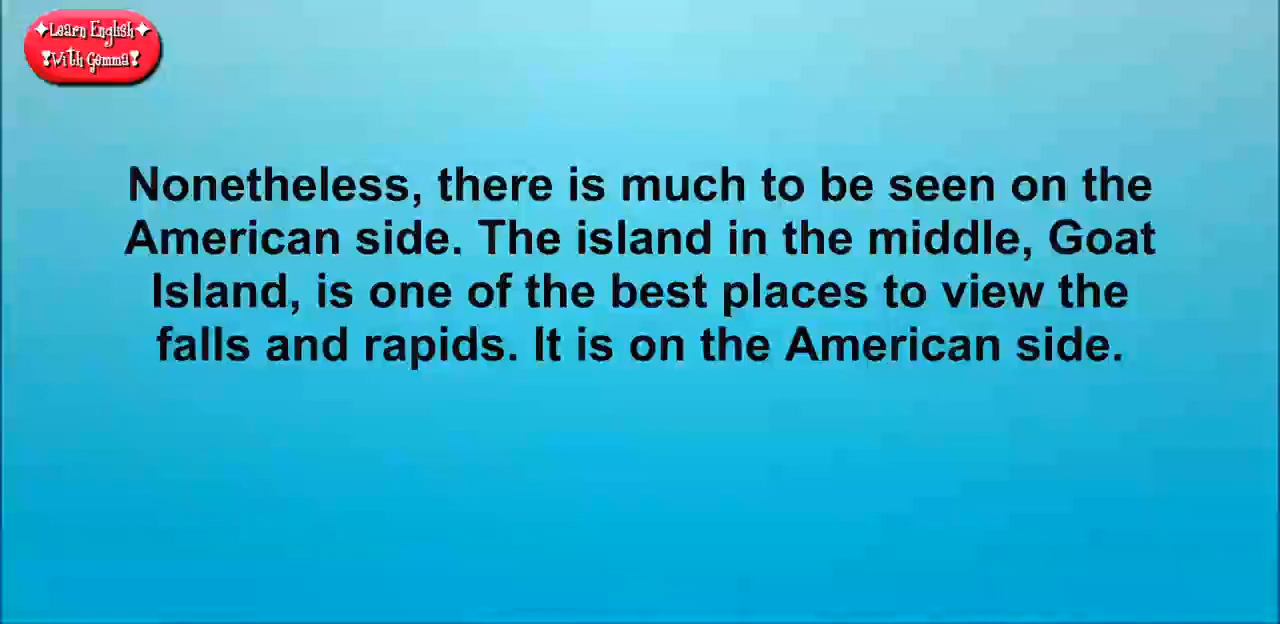 ✦Learn English✦
❣With Gemma❣
Nonetheless, there is much to be seen on the
American side. The island in the middle, Goat
Island, is one of the best places to view the
falls and rapids. It is on the American side.